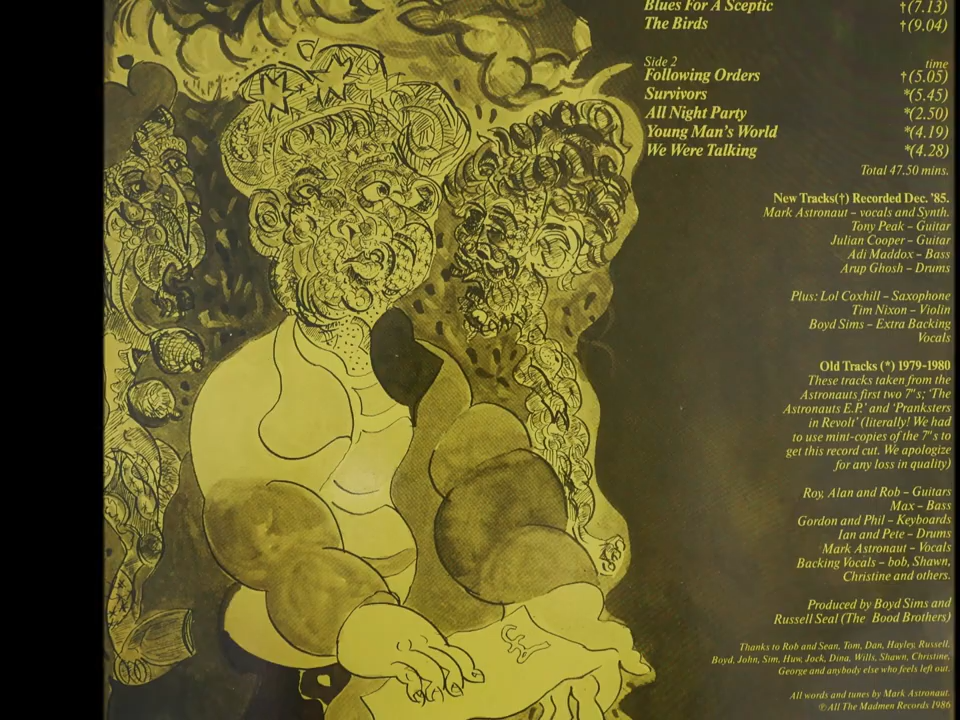 Blues For A Sceptic †(7.13)
The Birds †(9.04)
Side 2 time
Following Orders †(5.05)
Survivors *(5.45)
All Night Party *(2.50)
Young Man's World *(4.19)
We Were Talking *(4.28)
Total 47.50 mins.
New Tracks(†) Recorded Dec. '85.
Mark Astronaut – vocals and Synth.
Tony Peak – Guitar
Julian Cooper – Guitar
Adi Maddox – Bass
Arup Ghosh – Drums
Plus: Lol Coxhill – Saxophone
Tim Nixon – Violin
Boyd Sims – Extra Backing
Vocals
Old Tracks (*) 1979-1980
These tracks taken from the
Astronauts first two 7"s; 'The
Astronauts E.P.' and 'Pranksters
in Revolt' (literally! We had
to use mint-copies of the 7"s to
get this record cut. We apologize
for any loss in quality)
Roy, Alan and Rob – Guitars
Max – Bass
Gordon and Phil – Keyboards
Ian and Pete – Drums
Mark Astronaut – Vocals
Backing Vocals – bob, Shawn,
Christine and others.
Produced by Boyd Sims and
Russell Seal (The Bood Brothers)
Thanks to Rob and Sean, Tom, Dan, Hayley, Russell,
Boyd, John, Sim, Huw, Jock, Dina, Wills, Shawn, Christine,
George and anybody else who feels left out.
All words and tunes by Mark Astronaut.
℗ All The Madmen Records 1986